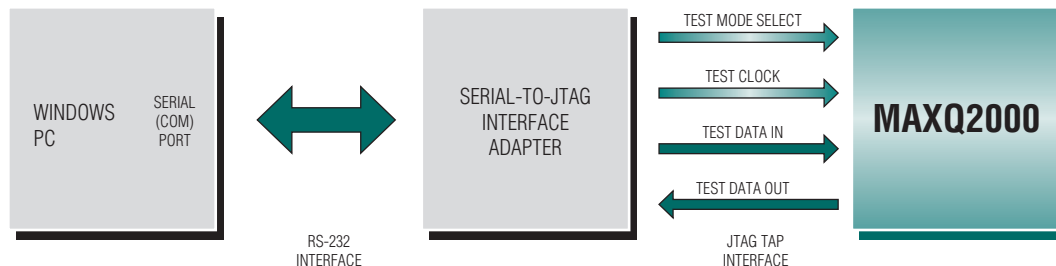 WINDOWS
PC
SERIAL
(COM)
PORT
RS-232
INTERFACE
SERIAL-TO-JTAG
INTERFACE
ADAPTER
TEST MODE SELECT
TEST CLOCK
TEST DATA IN
TEST DATA OUT
JTAG TAP
INTERFACE
MAXQ2000